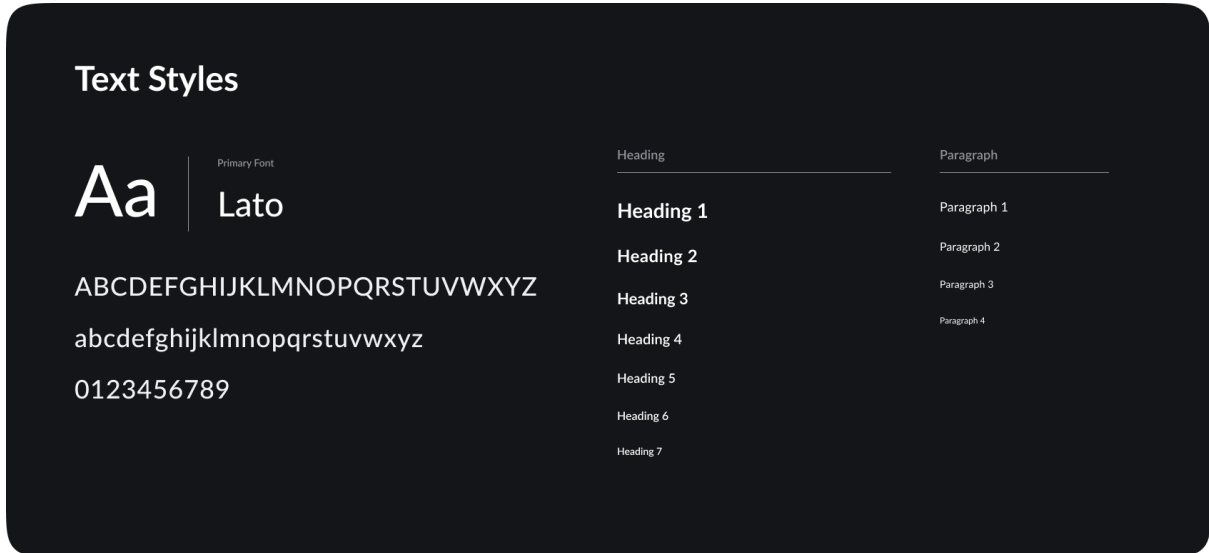 Text Styles
Aa
Primary Font
Lato
ABCDEFGHIJKLMNOPQRSTUVWXYZ
abcdefghijklmnopqrstuvwxyz
0123456789
Heading
Heading 1
Heading 2
Heading 3
Heading 4
Heading 5
Heading 6
Heading 7
Paragraph
Paragraph 1
Paragraph 2
Paragraph 3
Paragraph 4